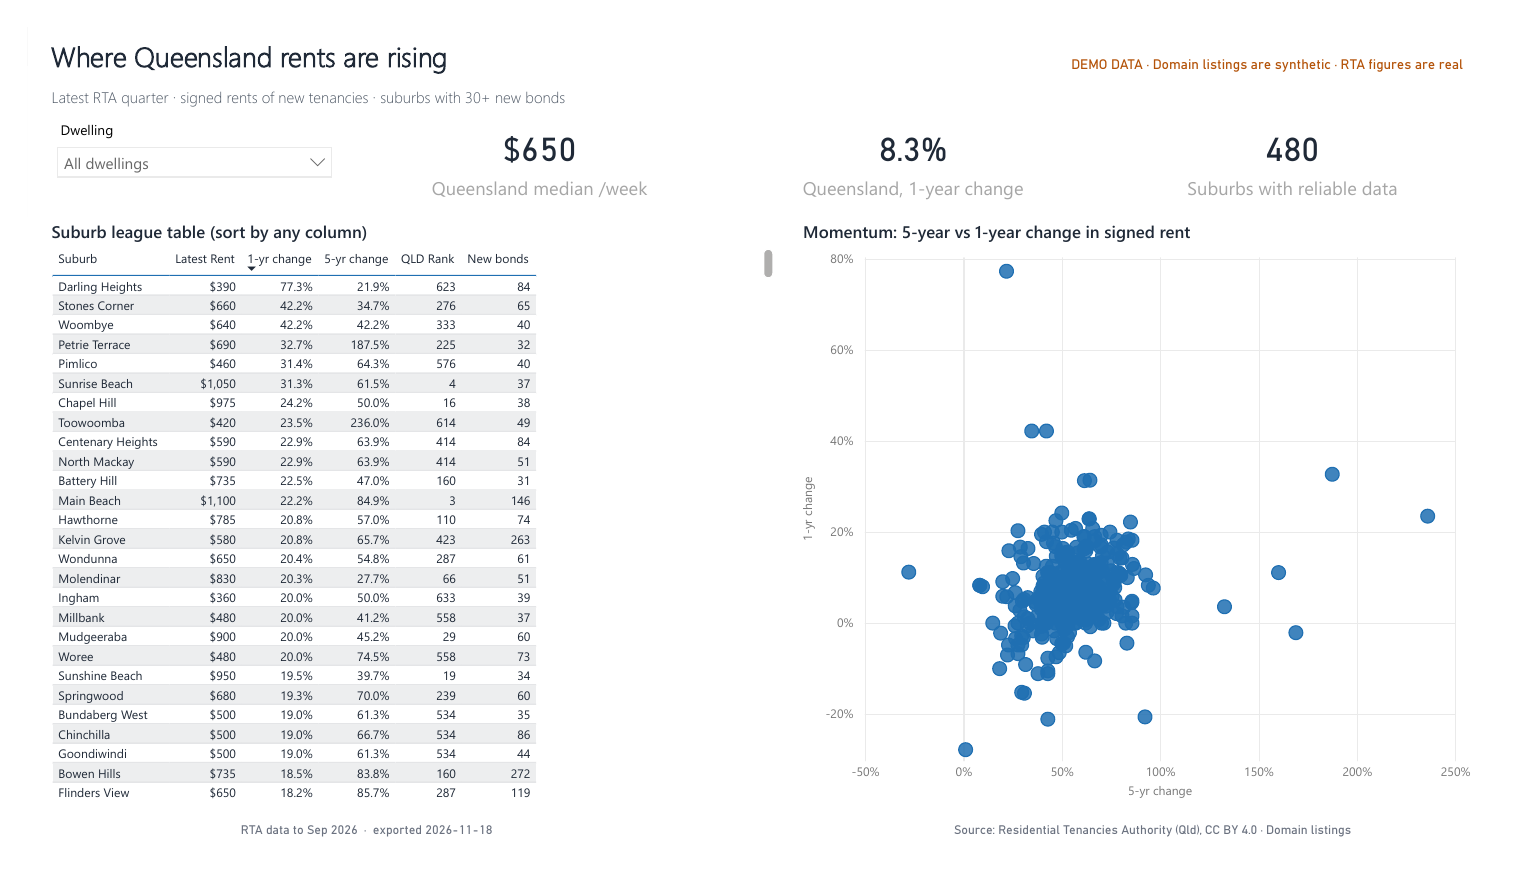 Where Queensland rents are rising
DEMO DATA · Domain listings are synthetic · RTA figures are real
Latest RTA quarter · signed rents of new tenancies · suburbs with 30+ new bonds
Dwelling
All dwellings
$650
Queensland median /week
8.3%
Queensland, 1-year change
480
Suburbs with reliable data
Suburb league table (sort by any column)
Suburb Latest Rent 1-yr change 5-yr change QLD Rank New bonds
Darling Heights $390 77.3% 21.9% 623 84
Stones Corner $660 42.2% 34.7% 276 65
Woombye $640 42.2% 42.2% 333 40
Petrie Terrace $690 32.7% 187.5% 225 32
Pimlico $460 31.4% 64.3% 576 40
Sunrise Beach $1,050 31.3% 61.5% 4 37
Chapel Hill $975 24.2% 50.0% 16 38
Toowoomba $420 23.5% 236.0% 614 49
Centenary Heights $590 22.9% 63.9% 414 84
North Mackay $590 22.9% 63.9% 414 51
Battery Hill $735 22.5% 47.0% 160 31
Main Beach $1,100 22.2% 84.9% 3 146
Hawthorne $785 20.8% 57.0% 110 74
Kelvin Grove $580 20.8% 65.7% 423 263
Wondunna $650 20.4% 54.8% 287 61
Molendinar $830 20.3% 27.7% 66 51
Ingham $360 20.0% 50.0% 633 39
Millbank $480 20.0% 41.2% 558 37
Mudgeeraba $900 20.0% 45.2% 29 60
Woree $480 20.0% 74.5% 558 73
Sunshine Beach $950 19.5% 39.7% 19 34
Springwood $680 19.3% 70.0% 239 60
Bundaberg West $500 19.0% 61.3% 534 35
Chinchilla $500 19.0% 66.7% 534 86
Goondiwindi $500 19.0% 61.3% 534 44
Bowen Hills $735 18.5% 83.8% 160 272
Flinders View $650 18.2% 85.7% 287 119
Momentum: 5-year vs 1-year change in signed rent
80%
60%
40%
20%
0%
-20%
1-yr change
-50% 0% 50% 100% 150% 200% 250%
5-yr change
RTA data to Sep 2026 · exported 2026-11-18
Source: Residential Tenancies Authority (Qld), CC BY 4.0 · Domain listings